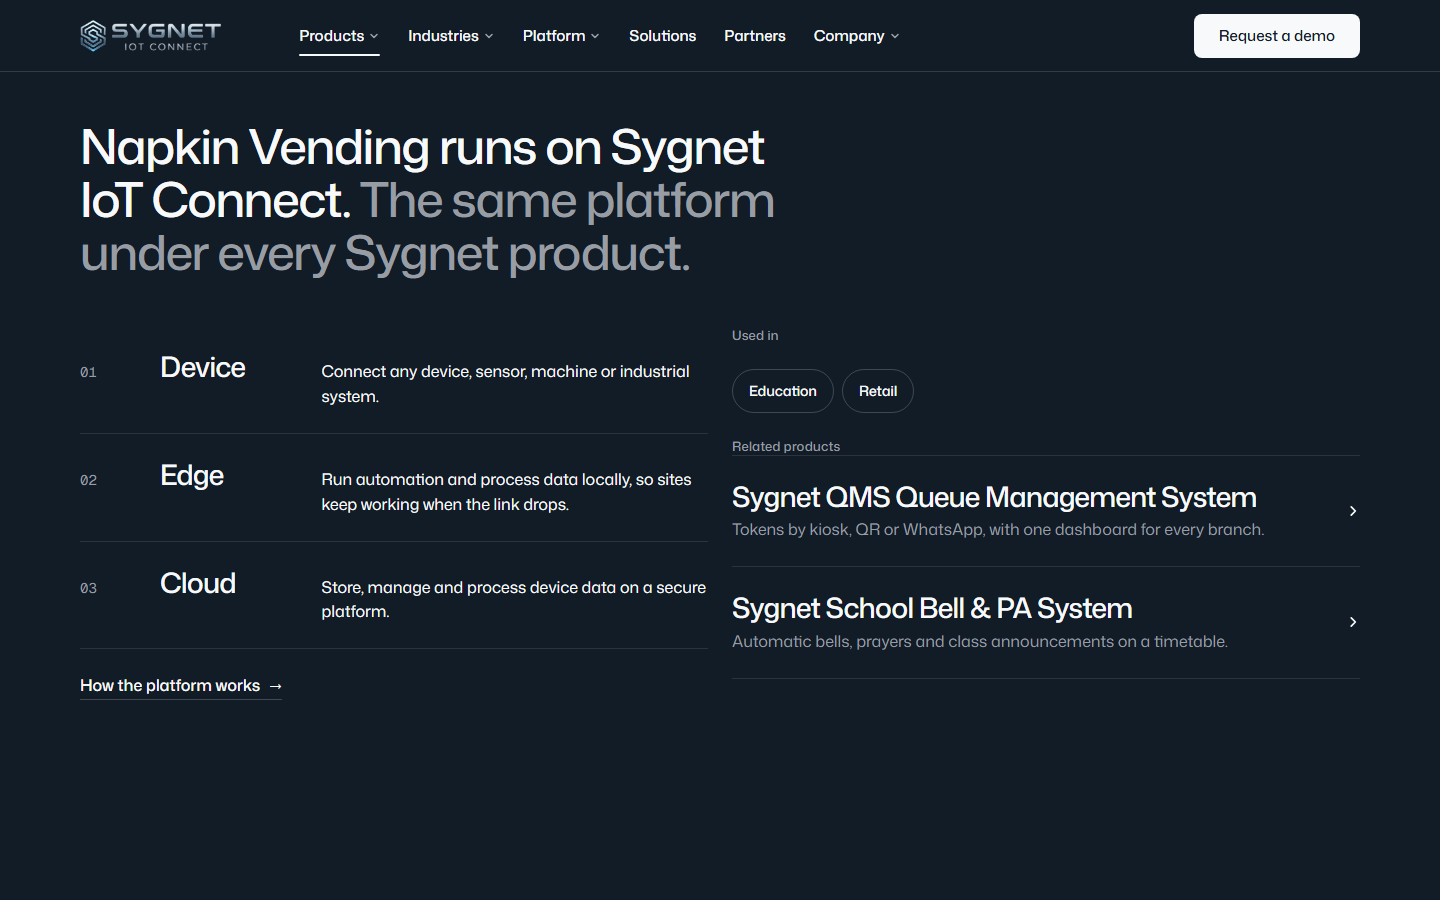 SYGNET
IOT CONNECT
Products
Industries
Platform
Solutions
Partners
Company
Request a demo
Napkin Vending runs on Sygnet
IoT Connect. The same platform
under every Sygnet product.
01
Device
Connect any device, sensor, machine or industrial
system.
02
Edge
Run automation and process data locally, so sites
keep working when the link drops.
03
Cloud
Store, manage and process device data on a secure
platform.
How the platform works →
Used in
Education
Retail
Related products
Sygnet QMS Queue Management System
Tokens by kiosk, QR or WhatsApp, with one dashboard for every branch.
Sygnet School Bell & PA System
Automatic bells, prayers and class announcements on a timetable.